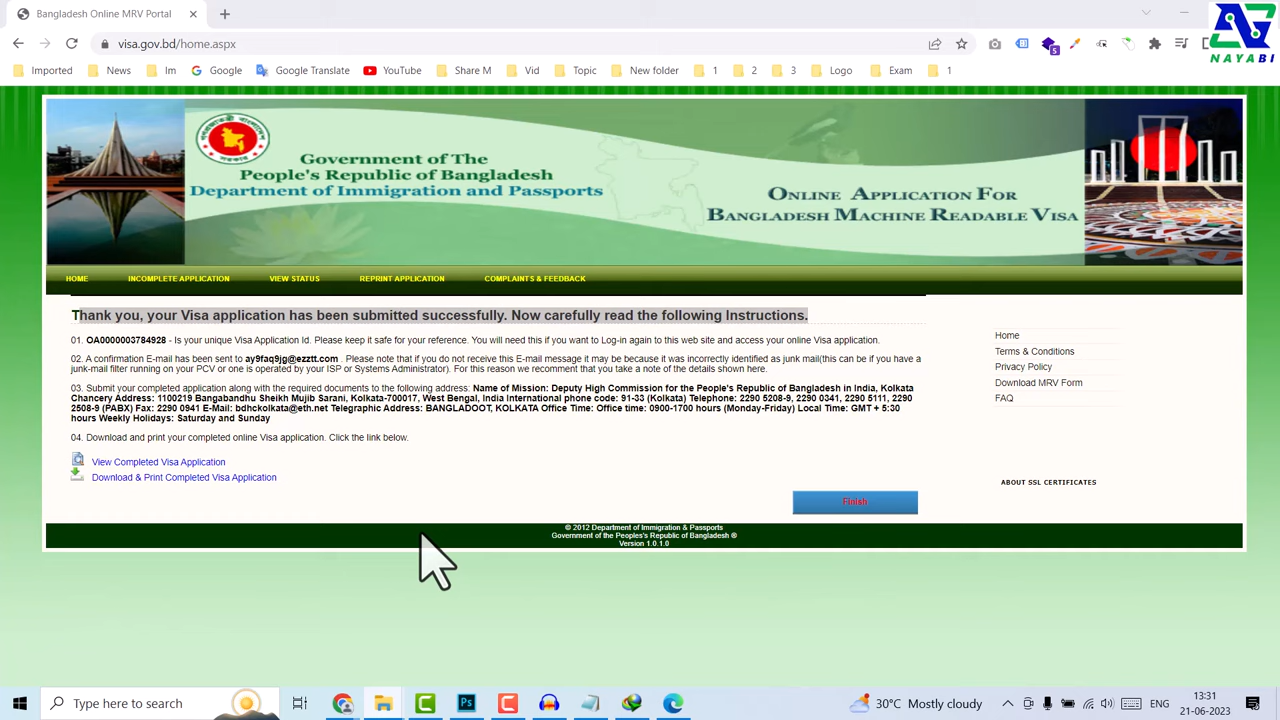 Bangladesh Online MRV Portal
visa.gov.bd/home.aspx
NAYABI
Imported News Im Google Google Translate YouTube Share M Vid Topic New folder 1 2 3 Logo Exam 1
Government of The
People's Republic of Bangladesh
Department of Immigration and Passports
Online Application For
Bangladesh Machine Readable Visa
HOME INCOMPLETE APPLICATION VIEW STATUS REPRINT APPLICATION COMPLAINTS & FEEDBACK
Thank you, your Visa application has been submitted successfully. Now carefully read the following Instructions.
01. OA0000003784928 - Is your unique Visa Application Id. Please keep it safe for your reference. You will need this if you want to Log-in again to this web site and access your online Visa application.
02. A confirmation E-mail has been sent to ay9faq9jg@ezztt.com . Please note that if you do not receive this E-mail message it may be because it was incorrectly identified as junk mail(this can be if you have a
junk-mail filter running on your PCV or one is operated by your ISP or Systems Administrator). For this reason we recomment that you take a note of the details shown here.
03. Submit your completed application along with the required documents to the following address: Name of Mission: Deputy High Commission for the People's Republic of Bangladesh in India, Kolkata
Chancery Address: 1100219 Bangabandhu Sheikh Mujib Sarani, Kolkata-700017, West Bengal, India International phone code: 91-33 (Kolkata) Telephone: 2290 5208-9, 2290 0341, 2290 5111, 2290
2508-9 (PABX) Fax: 2290 0941 E-Mail: bdhckolkata@eth.net Telegraphic Address: BANGLADOOT, KOLKATA Office Time: Office time: 0900-1700 hours (Monday-Friday) Local Time: GMT + 5:30
hours Weekly Holidays: Saturday and Sunday
04. Download and print your completed online Visa application. Click the link below.
View Completed Visa Application
Download & Print Completed Visa Application
Finish
Home
Terms & Conditions
Privacy Policy
Download MRV Form
FAQ
ABOUT SSL CERTIFICATES
© 2012 Department of Immigration & Passports
Government of the Peoples's Republic of Bangladesh ®
Version 1.0.1.0
Type here to search
30°C Mostly cloudy
ENG
13:31
21-06-2023